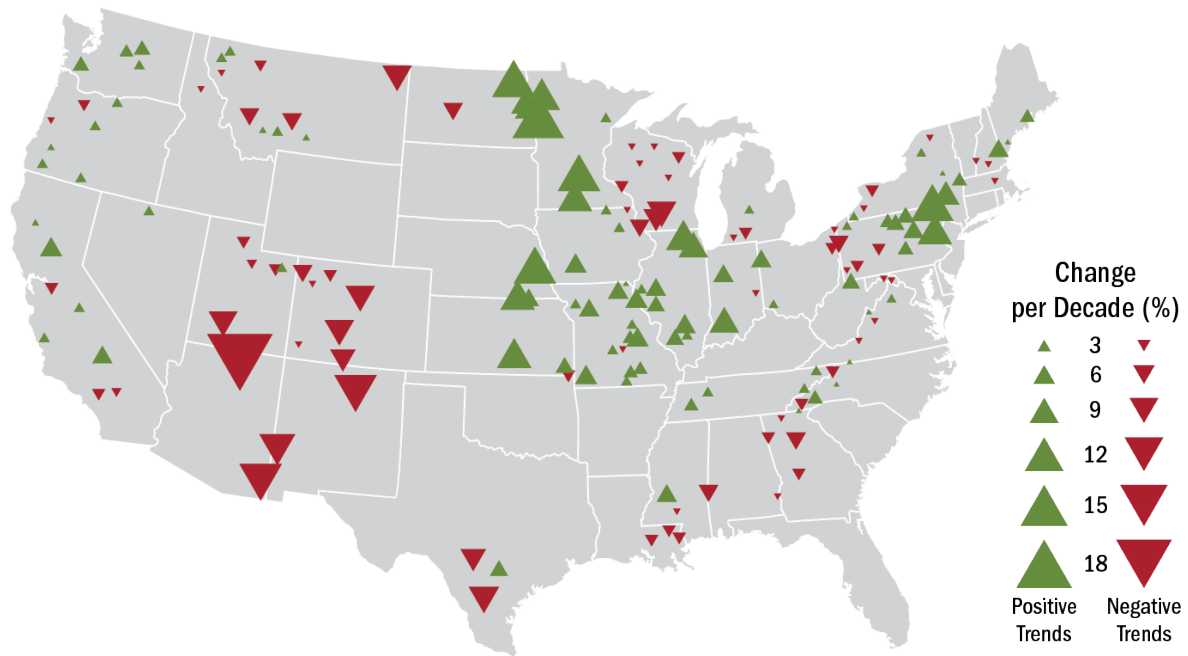 Change
per Decade (%)
3
6
9
12
15
18
Positive Negative
Trends Trends